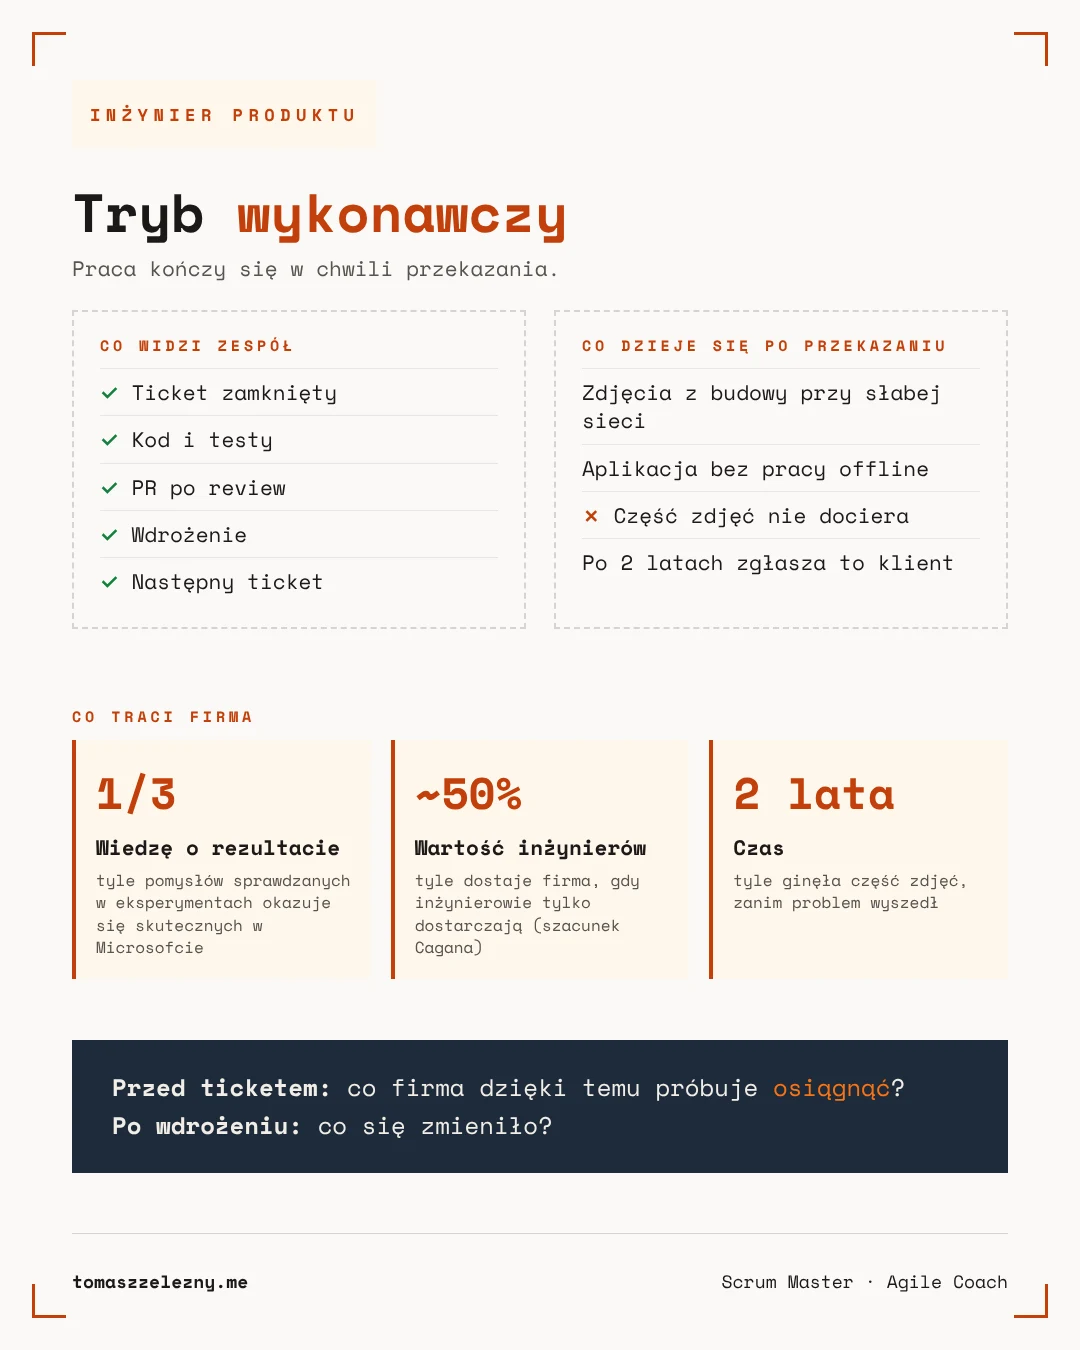 INŻYNIER PRODUKTU
Tryb wykonawczy
Praca kończy się w chwili przekazania.
CO WIDZI ZESPÓŁ
✓ Ticket zamknięty
✓ Kod i testy
✓ PR po review
✓ Wdrożenie
✓ Następny ticket
CO DZIEJE SIĘ PO PRZEKAZANIU
Zdjęcia z budowy przy słabej
sieci
Aplikacja bez pracy offline
× Część zdjęć nie dociera
Po 2 latach zgłasza to klient
CO TRACI FIRMA
1/3
Wiedzę o rezultacie
tyle pomysłów sprawdzanych
w eksperymentach okazuje
się skutecznych w
Microsofcie
~50%
Wartość inżynierów
tyle dostaje firma, gdy
inżynierowie tylko
dostarczają (szacunek
Cagana)
2 lata
Czas
tyle ginęła część zdjęć,
zanim problem wyszedł
Przed ticketem: co firma dzięki temu próbuje osiągnąć?
Po wdrożeniu: co się zmieniło?
tomaszzelezny.me
Scrum Master · Agile Coach